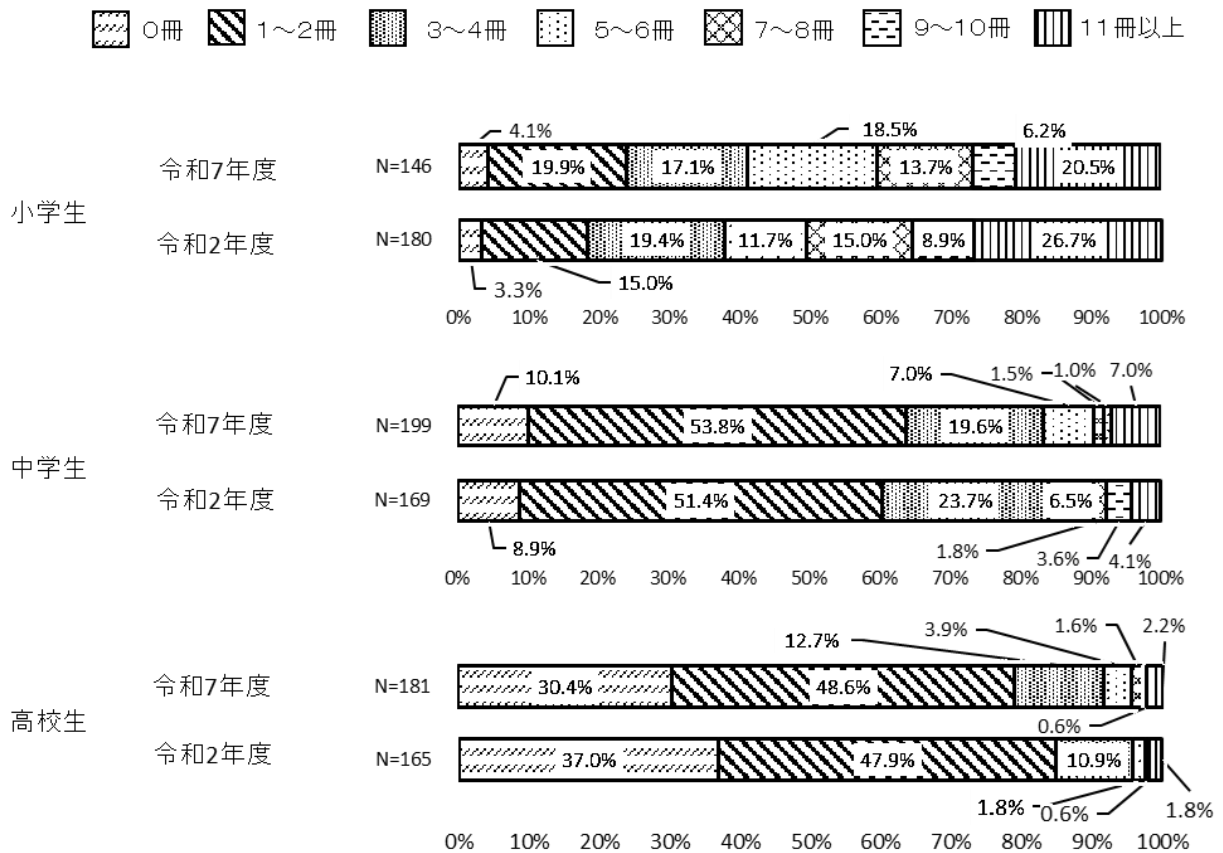 0冊 1～2冊 3～4冊 5～6冊 7～8冊 9～10冊 11冊以上
4.1% 18.5% 6.2%
令和7年度 N=146 19.9% 17.1% 13.7% 20.5%
小学生
令和2年度 N=180 19.4% 11.7% 15.0% 8.9% 26.7%
3.3% 15.0%
0% 10% 20% 30% 40% 50% 60% 70% 80% 90% 100%
10.1% 7.0% 1.5% 1.0% 7.0%
令和7年度 N=199 53.8% 19.6%
中学生
令和2年度 N=169 51.4% 23.7% 6.5%
8.9% 1.8% 3.6% 4.1%
0% 10% 20% 30% 40% 50% 60% 70% 80% 90% 100%
12.7% 3.9% 1.6% 2.2%
令和7年度 N=181 30.4% 48.6%
0.6%
高校生
令和2年度 N=165 37.0% 47.9% 10.9%
1.8% 0.6% 1.8%
0% 10% 20% 30% 40% 50% 60% 70% 80% 90% 100%